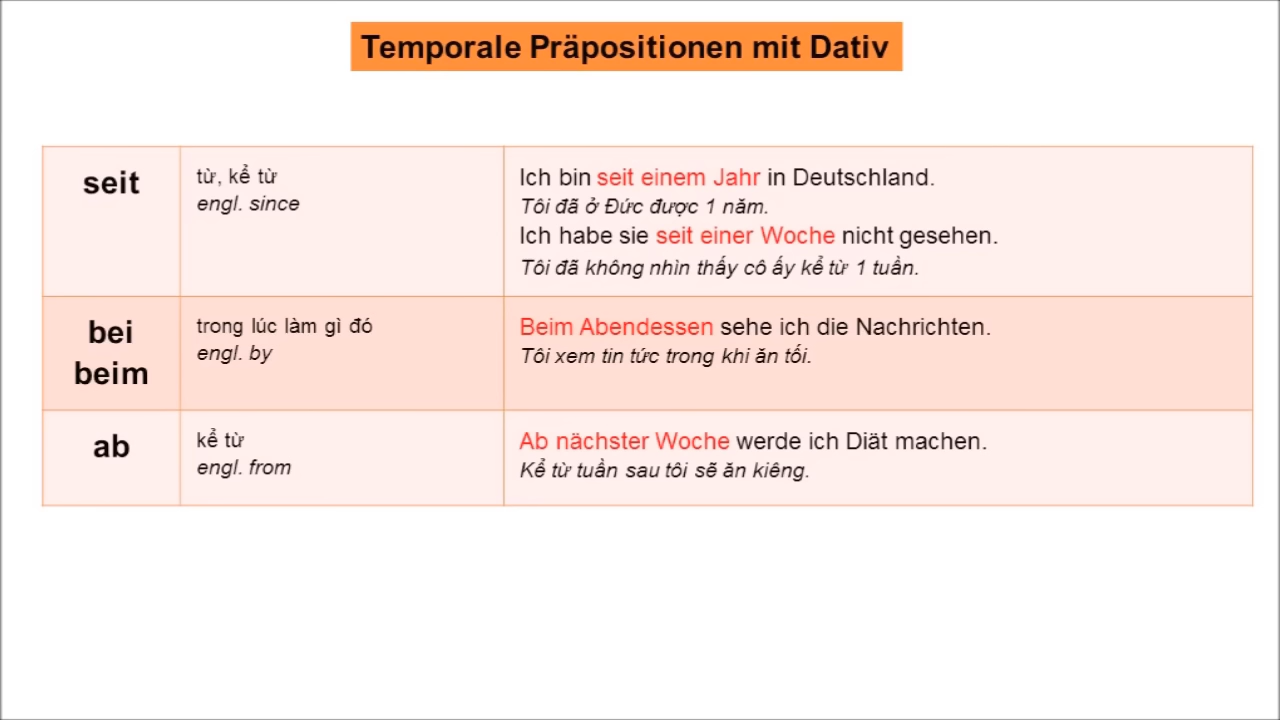 Temporale Präpositionen mit Dativ
seit
từ, kể từ
engl. since
Ich bin seit einem Jahr in Deutschland.
Tôi đã ở Đức được 1 năm.
Ich habe sie seit einer Woche nicht gesehen.
Tôi đã không nhìn thấy cô ấy kể từ 1 tuần.
bei
beim
trong lúc làm gì đó
engl. by
Beim Abendessen sehe ich die Nachrichten.
Tôi xem tin tức trong khi ăn tối.
ab
kể từ
engl. from
Ab nächster Woche werde ich Diät machen.
Kể từ tuần sau tôi sẽ ăn kiêng.